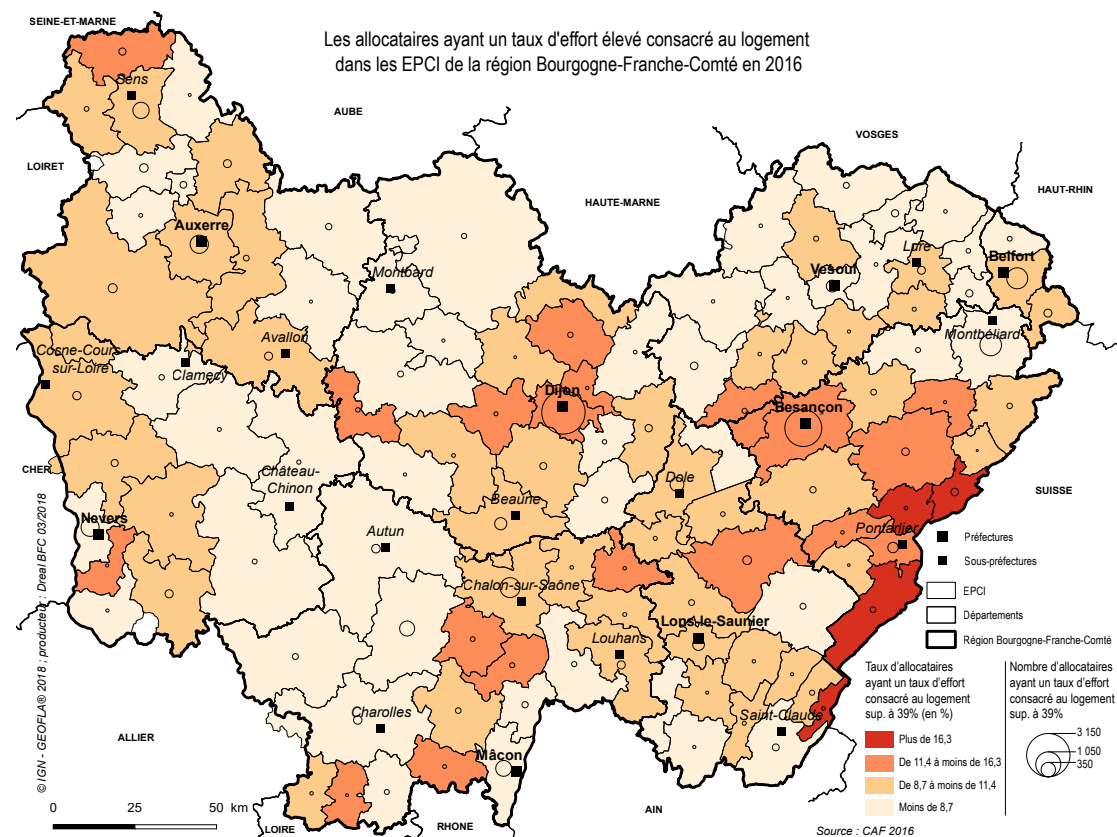 SEINE-ET-MARNE
Les allocataires ayant un taux d'effort élevé consacré au logement
dans les EPCI de la région Bourgogne-Franche-Comté en 2016
Sens
AUBE
VOSGES
LOIRET
HAUTE-MARNE
HAUT-RHIN
Auxerre
Lure
Belfort
Montbard
Vesoul
Montbéliard
Avallon
Cosne-Cours-
sur-Loire
Clamecy
Dijon
Besançon
CHER
Château-
Chinon
Dole
SUISSE
Beaune
Nevers
Autun
Pontarlier
Chalon-sur-Saône
Lons-le-Saunier
Louhans
Charolles
Saint-Claude
ALLIER
Mâcon
LOIRE
RHONE
AIN
Préfectures
Sous-préfectures
EPCI
Départements
Région Bourgogne-Franche-Comté
Taux d'allocataires
ayant un taux d'effort
consacré au logement
sup. à 39% (en %)
Plus de 16,3
De 11,4 à moins de 16,3
De 8,7 à moins de 11,4
Moins de 8,7
Nombre d'allocataires
ayant un taux d'effort
consacré au logement
sup. à 39%
3 150
1 050
350
© IGN - GEOFLA® 2018 ; producteur : Dreal BFC 03/2018
0 25 50 km
Source : CAF 2016